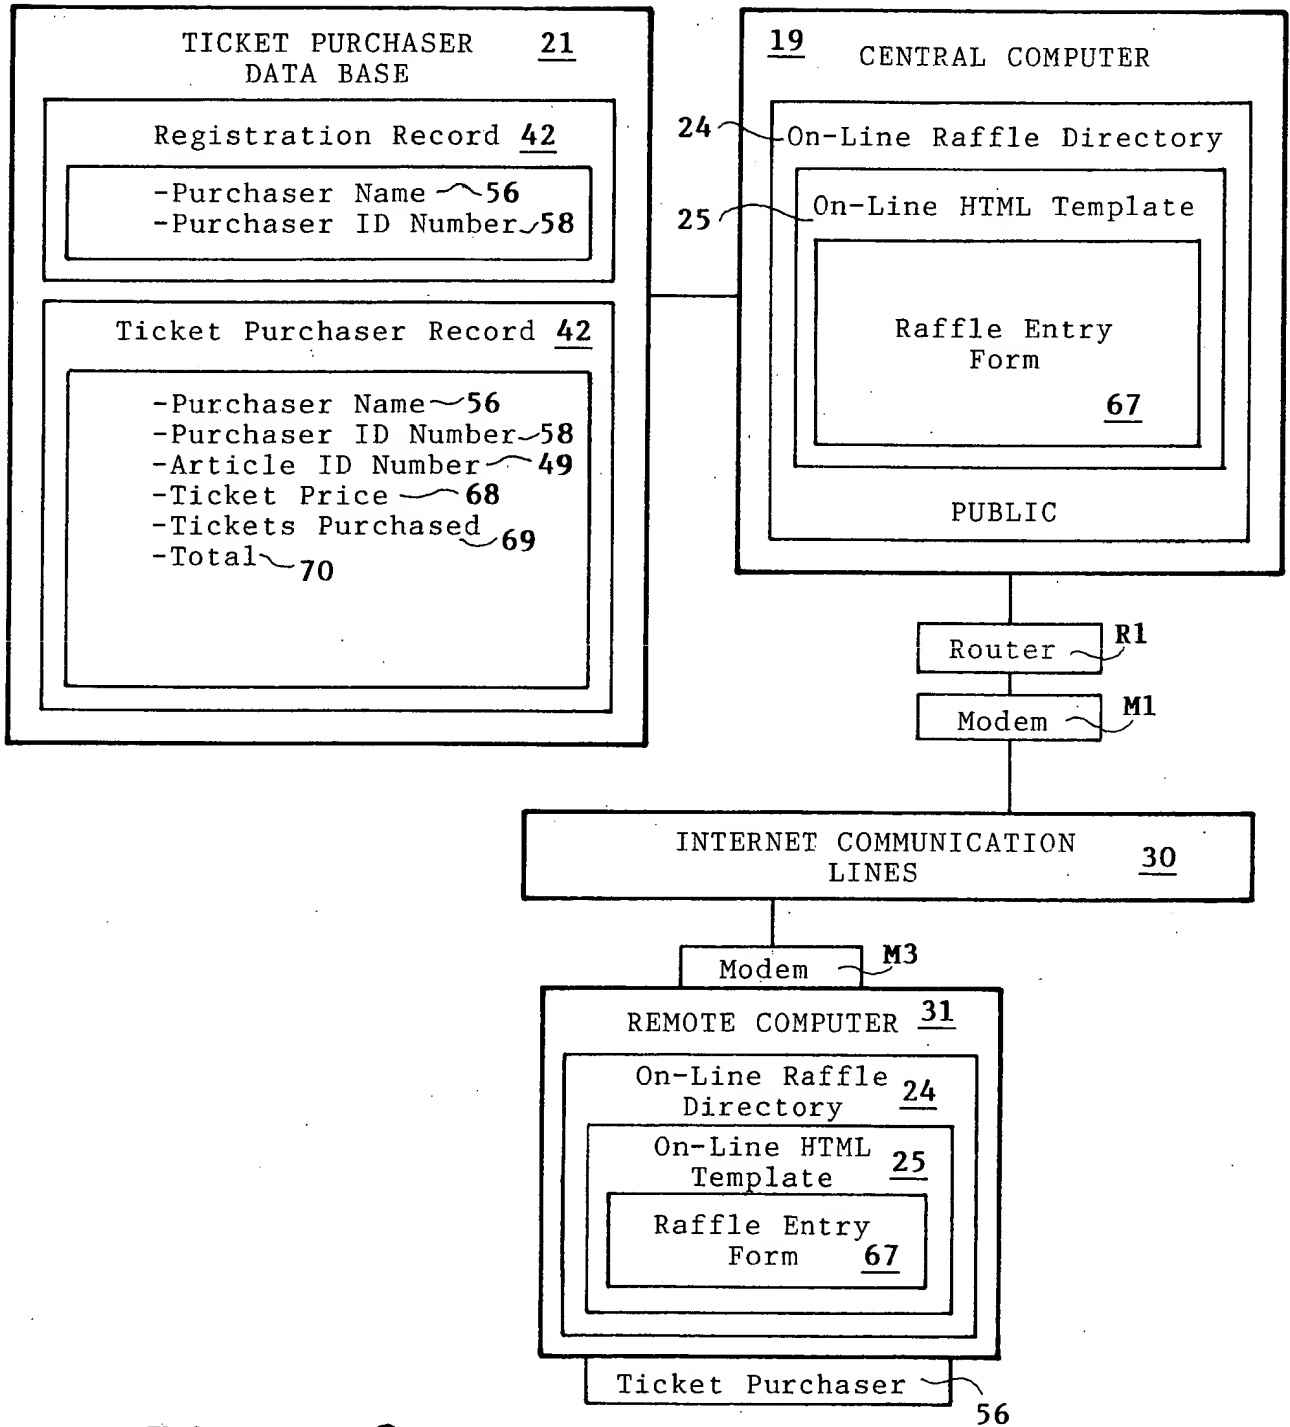 TICKET PURCHASER 21
DATA BASE
Registration Record 42
-Purchaser Name 56
-Purchaser ID Number 58
Ticket Purchaser Record 42
-Purchaser Name 56
-Purchaser ID Number 58
-Article ID Number 49
-Ticket Price 68
-Tickets Purchased 69
-Total 70
19 CENTRAL COMPUTER
24 On-Line Raffle Directory
25 On-Line HTML Template
Raffle Entry
Form
67
PUBLIC
Router R1
Modem M1
INTERNET COMMUNICATION
LINES 30
Modem M3
REMOTE COMPUTER 31
On-Line Raffle
Directory 24
On-Line HTML
Template 25
Raffle Entry
Form 67
Ticket Purchaser 56